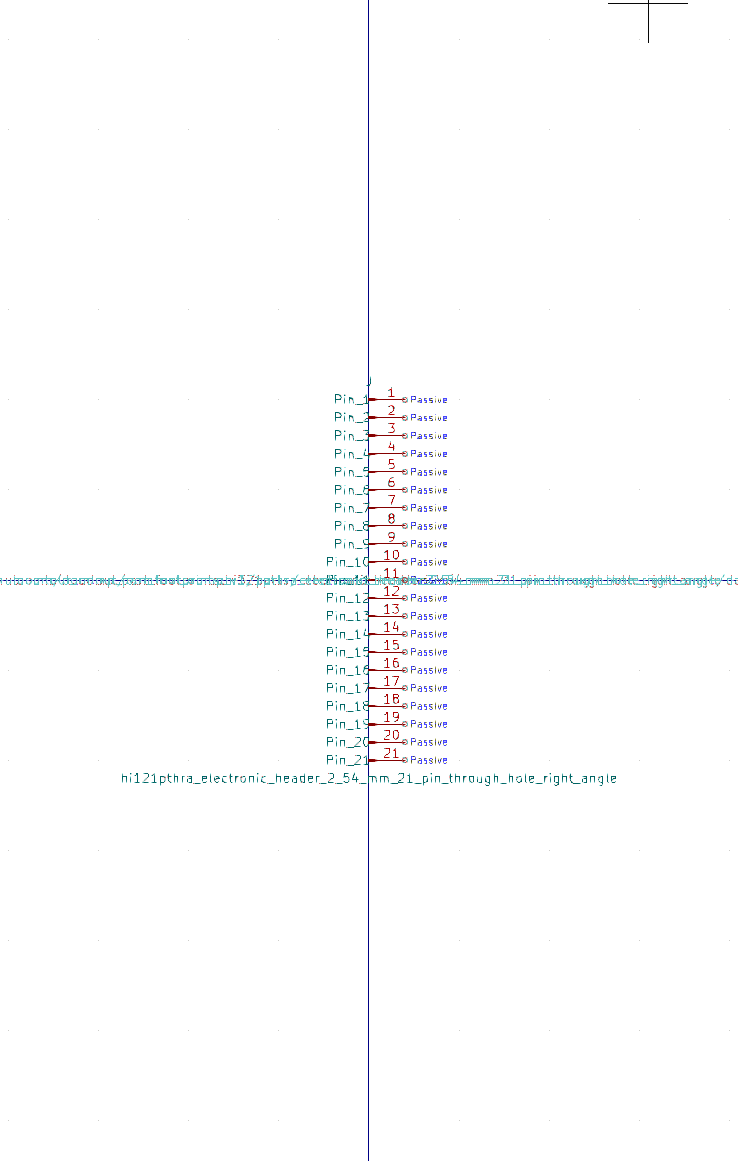 J
Pin_1 1 Passive
Pin_2 2 Passive
Pin_3 3 Passive
Pin_4 4 Passive
Pin_5 5 Passive
Pin_6 6 Passive
Pin_7 7 Passive
Pin_8 8 Passive
Pin_9 9 Passive
Pin_10 10 Passive
11
Pin_12 12 Passive
Pin_13 13 Passive
Pin_14 14 Passive
Pin_15 15 Passive
Pin_16 16 Passive
Pin_17 17 Passive
Pin_18 18 Passive
Pin_19 19 Passive
Pin_20 20 Passive
Pin_21 21 Passive
hi121pthra_electronic_header_2_54_mm_21_pin_through_hole_right_angle